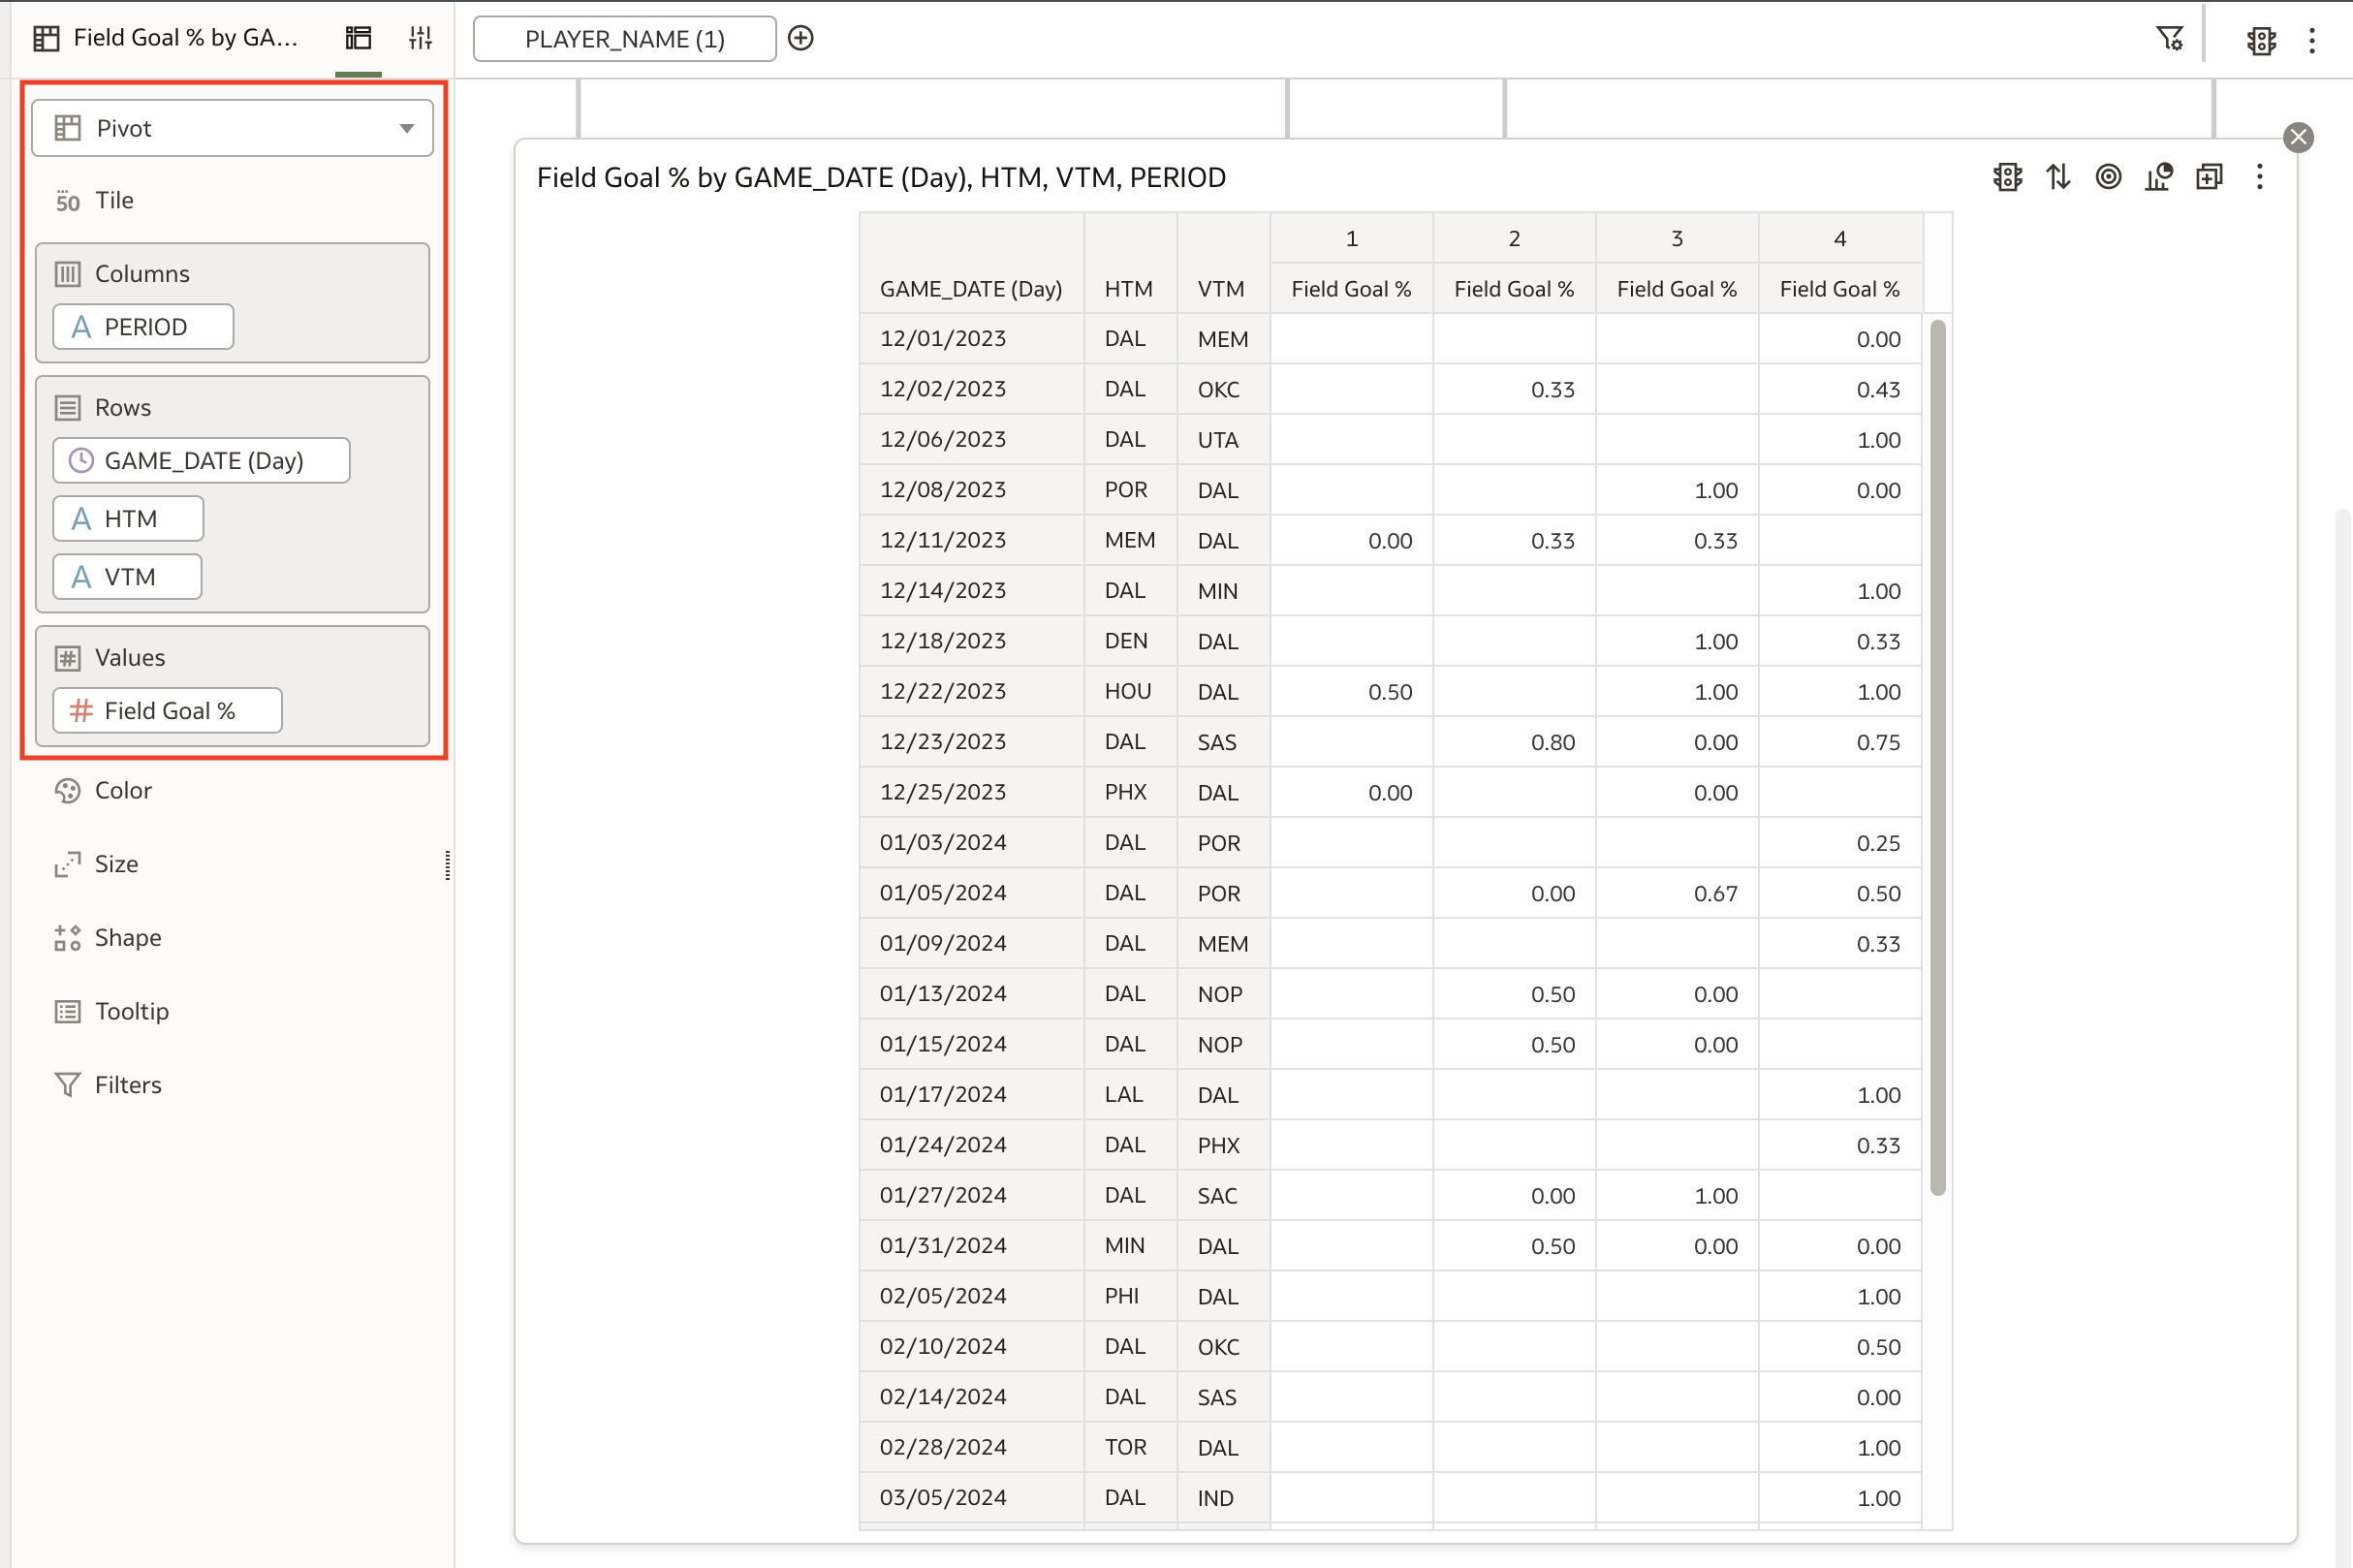 Field Goal % by GA...
PLAYER_NAME (1)
Pivot
50 Tile
Columns
A PERIOD
Rows
GAME_DATE (Day)
A HTM
A VTM
Values
# Field Goal %
Color
Size
Shape
Tooltip
Filters
Field Goal % by GAME_DATE (Day), HTM, VTM, PERIOD
1 2 3 4
GAME_DATE (Day) HTM VTM Field Goal % Field Goal % Field Goal % Field Goal %
12/01/2023 DAL MEM 0.00
12/02/2023 DAL OKC 0.33 0.43
12/06/2023 DAL UTA 1.00
12/08/2023 POR DAL 1.00 0.00
12/11/2023 MEM DAL 0.00 0.33 0.33
12/14/2023 DAL MIN 1.00
12/18/2023 DEN DAL 1.00 0.33
12/22/2023 HOU DAL 0.50 1.00 1.00
12/23/2023 DAL SAS 0.80 0.00 0.75
12/25/2023 PHX DAL 0.00 0.00
01/03/2024 DAL POR 0.25
01/05/2024 DAL POR 0.00 0.67 0.50
01/09/2024 DAL MEM 0.33
01/13/2024 DAL NOP 0.50 0.00
01/15/2024 DAL NOP 0.50 0.00
01/17/2024 LAL DAL 1.00
01/24/2024 DAL PHX 0.33
01/27/2024 DAL SAC 0.00 1.00
01/31/2024 MIN DAL 0.50 0.00 0.00
02/05/2024 PHI DAL 1.00
02/10/2024 DAL OKC 0.50
02/14/2024 DAL SAS 0.00
02/28/2024 TOR DAL 1.00
03/05/2024 DAL IND 1.00